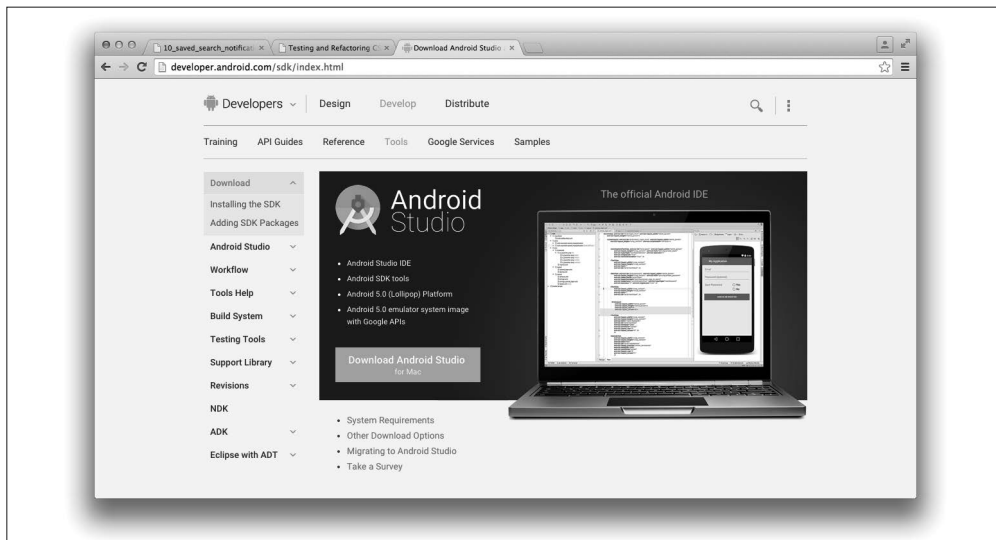 10_saved_search_notificat
Testing and Refactoring C
Download Android Studio
developer.android.com/sdk/index.html
Developers
Design
Develop
Distribute
Training
API Guides
Reference
Tools
Google Services
Samples
Download
Installing the SDK
Adding SDK Packages
Android Studio
Workflow
Tools Help
Build System
Testing Tools
Support Library
Revisions
NDK
ADK
Eclipse with ADT
Android
Studio
• Android Studio IDE
• Android SDK tools
• Android 5.0 (Lollipop) Platform
• Android 5.0 emulator system image
with Google APIs
Download Android Studio
for Mac
The official Android IDE
• System Requirements
• Other Download Options
• Migrating to Android Studio
• Take a Survey